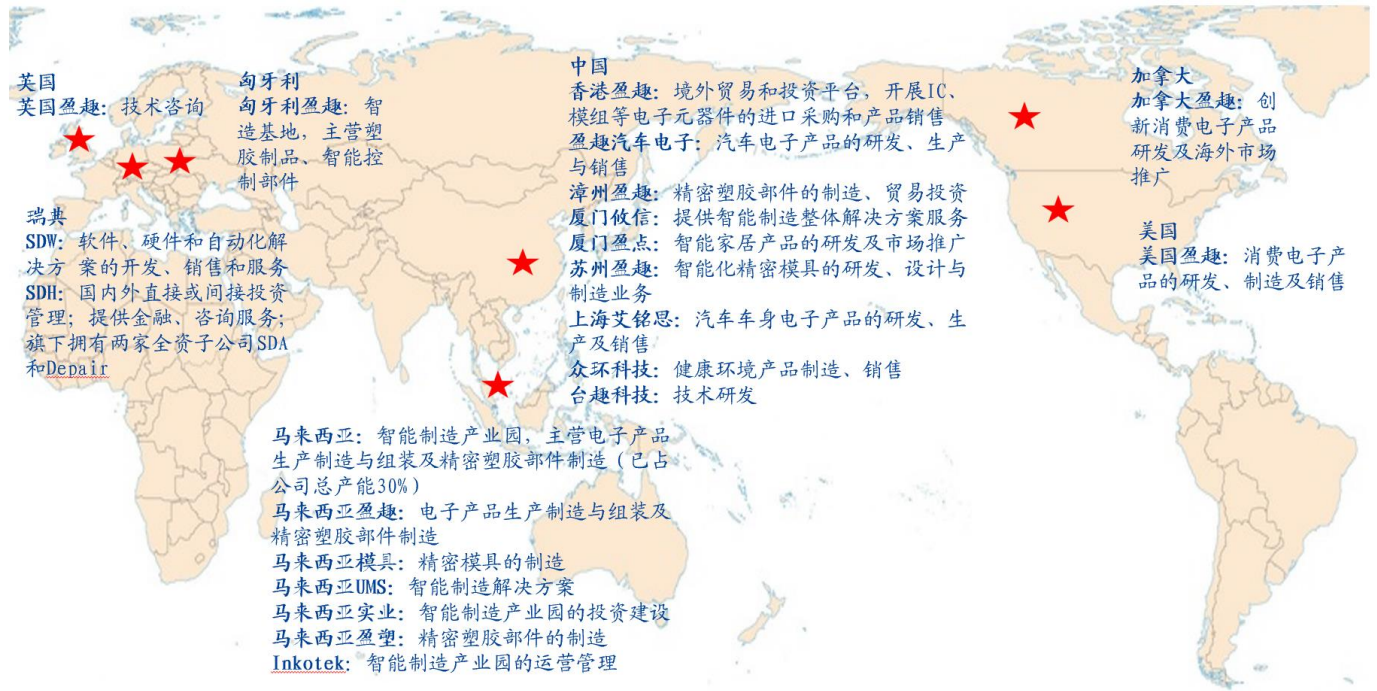 英国
英国盈趣：技术咨询
匈牙利
匈牙利盈趣：智
造基地，主营塑
胶制品、智能控
制部件
瑞典
SDW：软件、硬件和自动化解
决方 案的开发、销售和服务
SDH：国内外直接或间接投资
管理；提供金融、咨询服务；
旗下拥有两家全资子公司SDA
和Depair
中国
香港盈趣：境外贸易和投资平台，开展IC、
模组等电子元器件的进口采购和产品销售
盈趣汽车电子：汽车电子产品的研发、生产
与销售
漳州盈趣：精密塑胶部件的制造、贸易投资
厦门攸信：提供智能制造整体解决方案服务
厦门盈点：智能家居产品的研发及市场推广
苏州盈趣：智能化精密模具的研发、设计与
制造业务
上海艾铭思：汽车车身电子产品的研发、生
产及销售
众环科技：健康环境产品制造、销售
台趣科技：技术研发
加拿大
加拿大盈趣：创
新消费电子产品
研发及海外市场
推广
美国
美国盈趣：消费电子产
品的研发、制造及销售
马来西亚：智能制造产业园，主营电子产品
生产制造与组装及精密塑胶部件制造（已占
公司总产能30%）
马来西亚盈趣：电子产品生产制造与组装及
精密塑胶部件制造
马来西亚模具：精密模具的制造
马来西亚UMS：智能制造解决方案
马来西亚实业：智能制造产业园的投资建设
马来西亚盈塑：精密塑胶部件的制造
Inkotek：智能制造产业园的运营管理